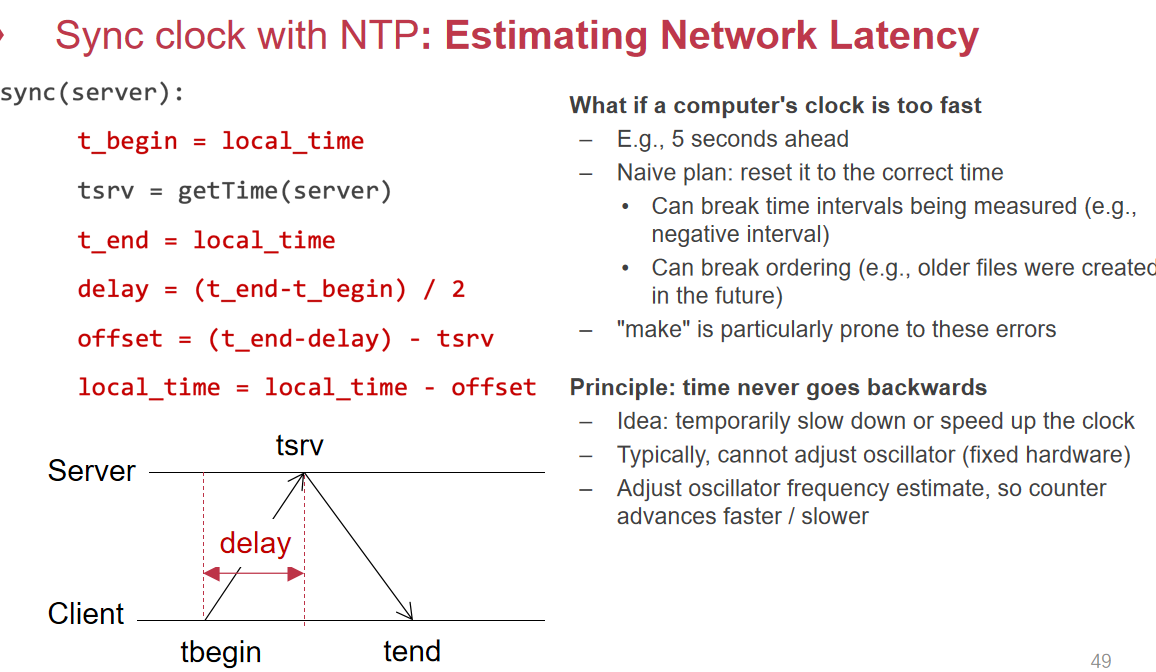 Sync clock with NTP: Estimating Network Latency
sync(server):
t_begin = local_time
tsrv = getTime(server)
t_end = local_time
delay = (t_end-t_begin) / 2
offset = (t_end-delay) - tsrv
local_time = local_time - offset
tsrv
Server
delay
Client
tbegin
tend
What if a computer's clock is too fast
– E.g., 5 seconds ahead
– Naive plan: reset it to the correct time
• Can break time intervals being measured (e.g.,
negative interval)
• Can break ordering (e.g., older files were created
in the future)
– "make" is particularly prone to these errors
Principle: time never goes backwards
– Idea: temporarily slow down or speed up the clock
– Typically, cannot adjust oscillator (fixed hardware)
– Adjust oscillator frequency estimate, so counter
advances faster / slower
49